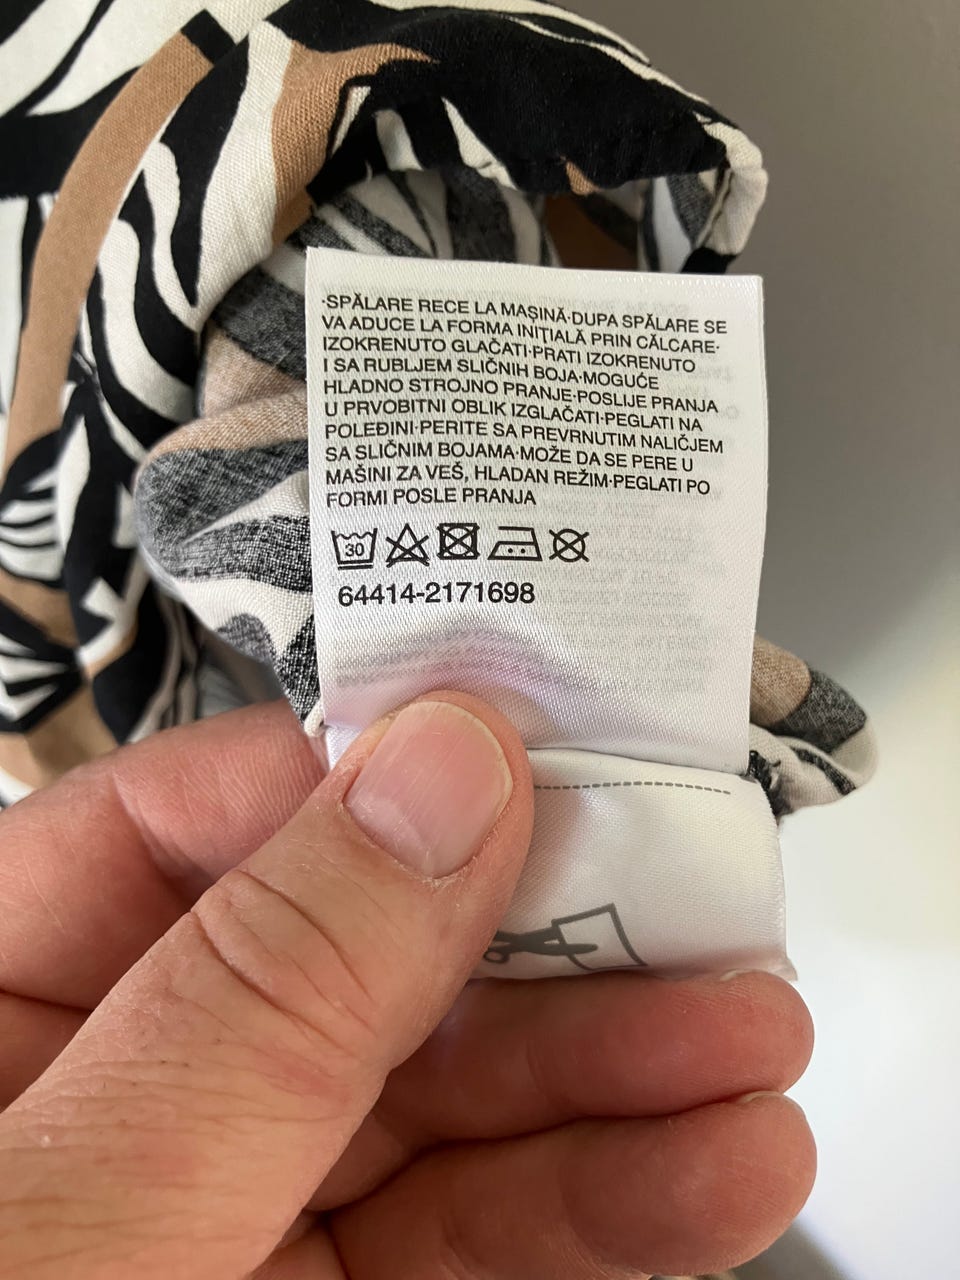 ·SPĂLARE RECE LA MAŞINĂ·DUPA SPĂLARE SE
VA ADUCE LA FORMA INIŢIALĂ PRIN CĂLCARE·
IZOKRENUTO GLAČATI·PRATI IZOKRENUTO
I SA RUBLJEM SLIČNIH BOJA·MOGUĆE
HLADNO STROJNO PRANJE·POSLIJE PRANJA
U PRVOBITNI OBLIK IZGLAČATI·PEGLATI NA
POLEĐINI·PERITE SA PREVRNUTIM NALIČJEM
SA SLIČNIM BOJAMA·MOŽE DA SE PERE U
MAŠINI ZA VEŠ, HLADAN REŽIM·PEGLATI PO
FORMI POSLE PRANJA
30
64414-2171698